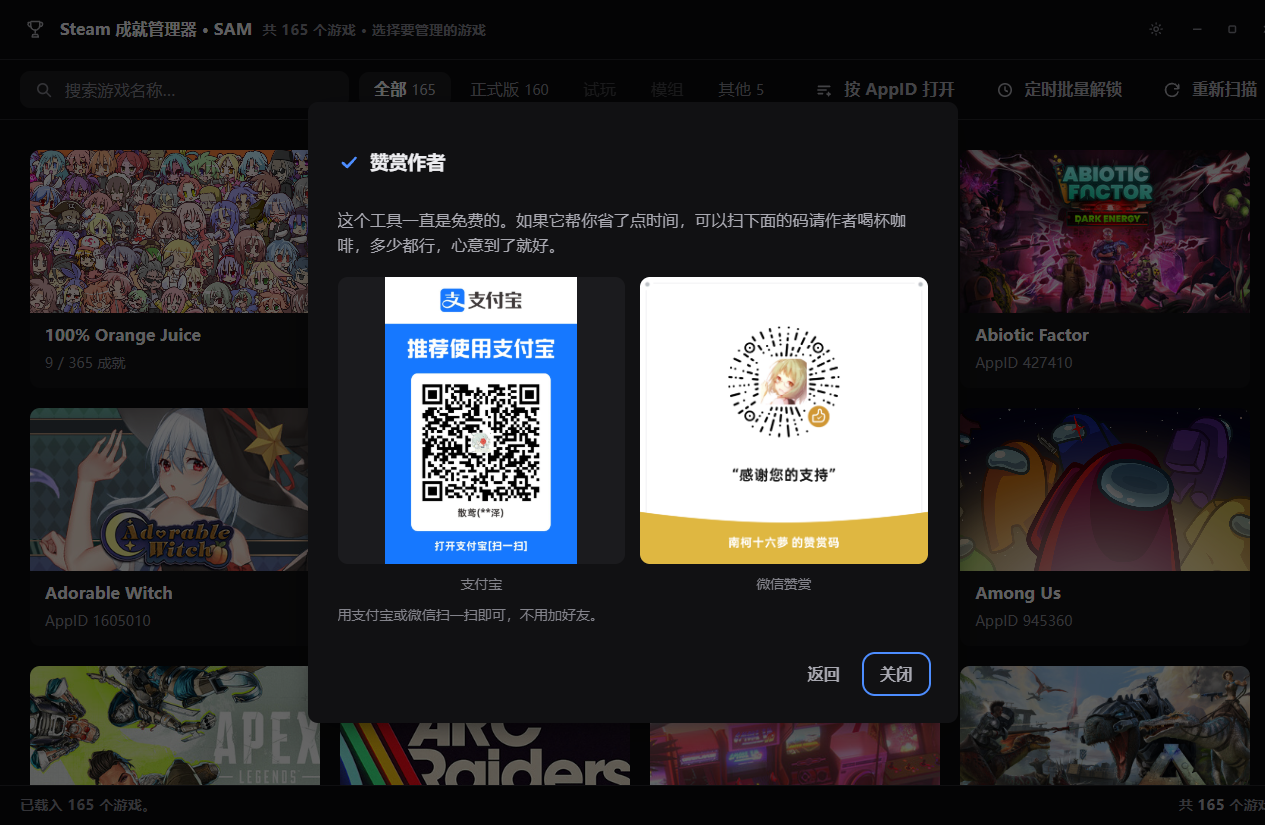 Steam 成就管理器 • SAM 共 165 个游戏 • 选择要管理的游戏
搜索游戏名称...
全部 165
正式版 160
试玩
模组
其他 5
按 AppID 打开
定时批量解锁
重新扫描
赞赏作者
这个工具一直是免费的。如果它帮你省了点时间，可以扫下面的码请作者喝杯咖
啡，多少都行，心意到了就好。
支付宝
推荐使用支付宝
散鸢(**泽)
打开支付宝[扫一扫]
“感谢您的支持”
南柯十六夢 的赞赏码
支付宝
微信赞赏
用支付宝或微信扫一扫即可，不用加好友。
返回
关闭
100% Orange Juice
9 / 365 成就
ABIOTIC
FACTOR
DARK ENERGY
Abiotic Factor
AppID 427410
Adorable
Witch
Adorable Witch
AppID 1605010
Among Us
AppID 945360
APEX
LEGENDS
ARC
Raiders
已载入 165 个游戏。
共 165 个游戏